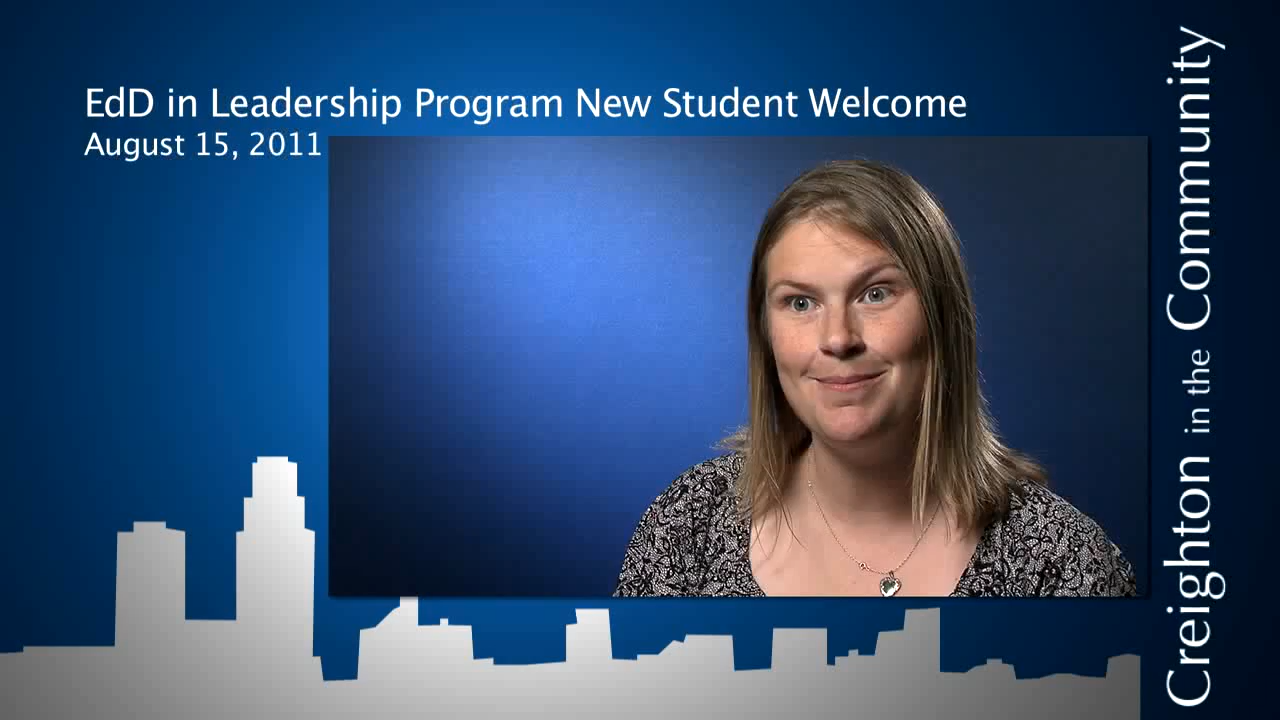 EdD in Leadership Program New Student Welcome
August 15, 2011
Creighton in the Community